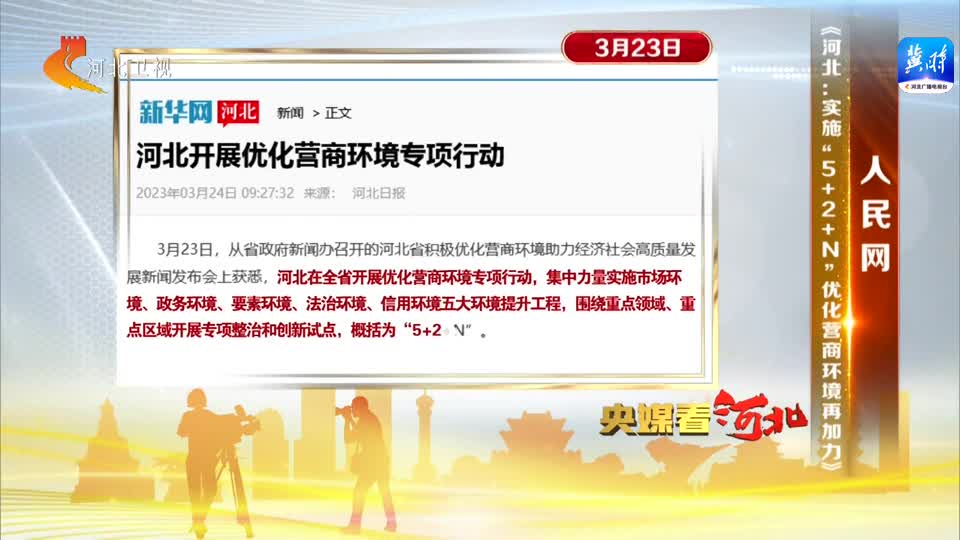 河北卫视
3月23日
冀时
河北广播电视台
新华网 河北 新闻 > 正文
河北开展优化营商环境专项行动
2023年03月24日 09:27:32 来源： 河北日报
3月23日，从省政府新闻办召开的河北省积极优化营商环境助力经济社会高质量发
展新闻发布会上获悉，河北在全省开展优化营商环境专项行动，集中力量实施市场环
境、政务环境、要素环境、法治环境、信用环境五大环境提升工程，围绕重点领域、重
点区域开展专项整治和创新试点，概括为“5+2+N”。
人民网
《河北：实施“5+2+N”优化营商环境再加力》
央媒看河北